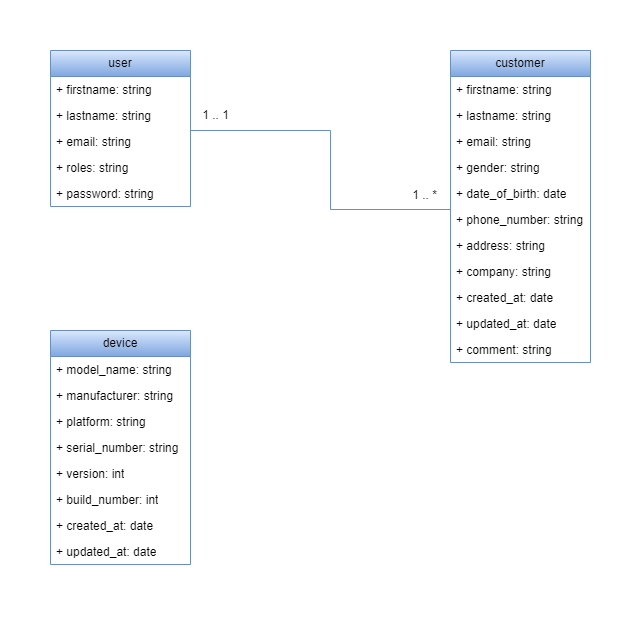 user
+ firstname: string
+ lastname: string
+ email: string
+ roles: string
+ password: string
1 .. 1
1 .. *
customer
+ firstname: string
+ lastname: string
+ email: string
+ gender: string
+ date_of_birth: date
+ phone_number: string
+ address: string
+ company: string
+ created_at: date
+ updated_at: date
+ comment: string
device
+ model_name: string
+ manufacturer: string
+ platform: string
+ serial_number: string
+ version: int
+ build_number: int
+ created_at: date
+ updated_at: date